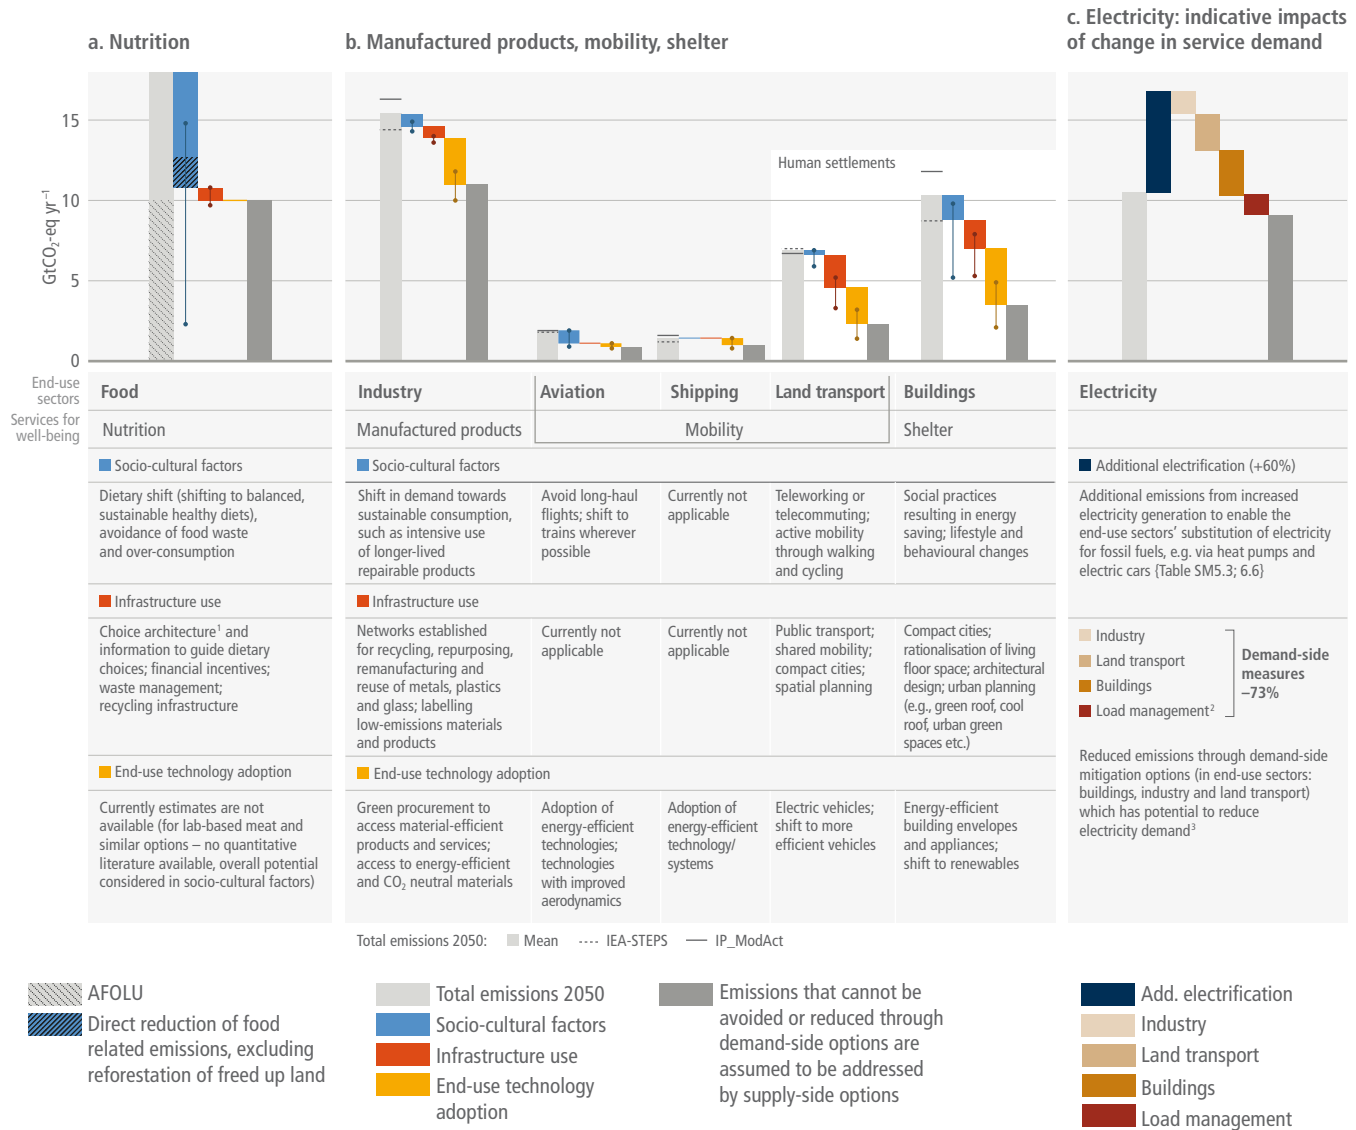 c. Electricity: indicative impacts
of change in service demand
a. Nutrition
b. Manufactured products, mobility, shelter
GtCO₂-eq yr⁻¹
15
10
5
0
Human settlements
End-use
sectors
Food
Industry
Aviation
Shipping
Land transport
Buildings
Electricity
Services for
well-being
Nutrition
Manufactured products
Mobility
Shelter
Socio-cultural factors
Socio-cultural factors
Additional electrification (+60%)
Dietary shift (shifting to balanced,
sustainable healthy diets),
avoidance of food waste
and over-consumption
Shift in demand towards
sustainable consumption,
such as intensive use
of longer-lived
repairable products
Avoid long-haul
flights; shift to
trains wherever
possible
Currently not
applicable
Teleworking or
telecommuting;
active mobility
through walking
and cycling
Social practices
resulting in energy
saving; lifestyle and
behavioural changes
Additional emissions from increased
electricity generation to enable the
end-use sectors' substitution of electricity
for fossil fuels, e.g. via heat pumps and
electric cars {Table SM5.3; 6.6}
Infrastructure use
Infrastructure use
Choice architecture¹ and
information to guide dietary
choices; financial incentives;
waste management;
recycling infrastructure
Networks established
for recycling, repurposing,
remanufacturing and
reuse of metals, plastics
and glass; labelling
low-emissions materials
and products
Currently not
applicable
Currently not
applicable
Public transport;
shared mobility;
compact cities;
spatial planning
Compact cities;
rationalisation of living
floor space; architectural
design; urban planning
(e.g., green roof, cool
roof, urban green
spaces etc.)
Industry
Land transport
Buildings
Load management²
Demand-side
measures
–73%
Reduced emissions through demand-side
mitigation options (in end-use sectors:
buildings, industry and land transport)
which has potential to reduce
electricity demand³
End-use technology adoption
End-use technology adoption
Currently estimates are not
available (for lab-based meat and
similar options – no quantitative
literature available, overall potential
considered in socio-cultural factors)
Green procurement to
access material-efficient
products and services;
access to energy-efficient
and CO₂ neutral materials
Adoption of
energy-efficient
technologies;
technologies
with improved
aerodynamics
Adoption of
energy-efficient
technology/
systems
Electric vehicles;
shift to more
efficient vehicles
Energy-efficient
building envelopes
and appliances;
shift to renewables
Total emissions 2050:
Mean
IEA-STEPS
IP_ModAct
AFOLU
Direct reduction of food
related emissions, excluding
reforestation of freed up land
Total emissions 2050
Socio-cultural factors
Infrastructure use
End-use technology
adoption
Emissions that cannot be
avoided or reduced through
demand-side options are
assumed to be addressed
by supply-side options
Add. electrification
Industry
Land transport
Buildings
Load management